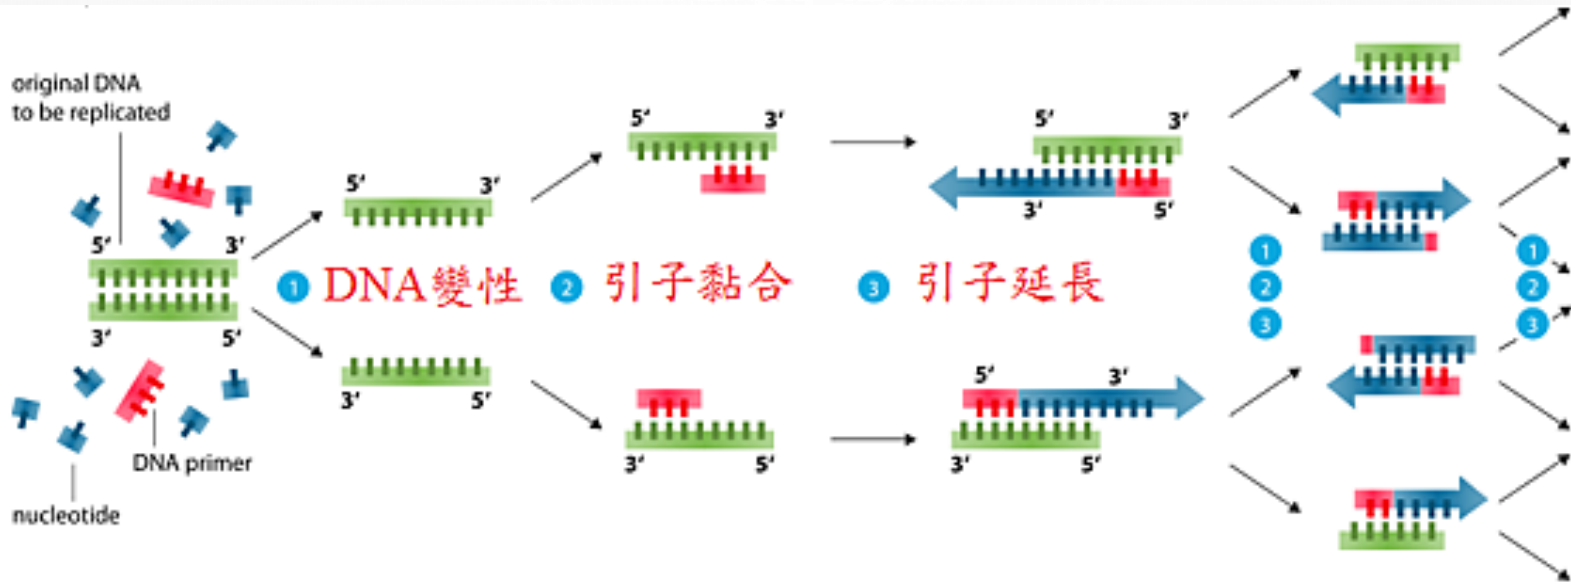 original DNA
to be replicated
5′ 3′
3′ 5′
DNA primer
nucleotide
5′ 3′
1 DNA變性
3′ 5′
5′ 3′
2 引子黏合
3′ 5′
5′ 3′
3′ 5′
3 引子延長
5′ 3′
3′ 5′
1
2
3
1
2
3